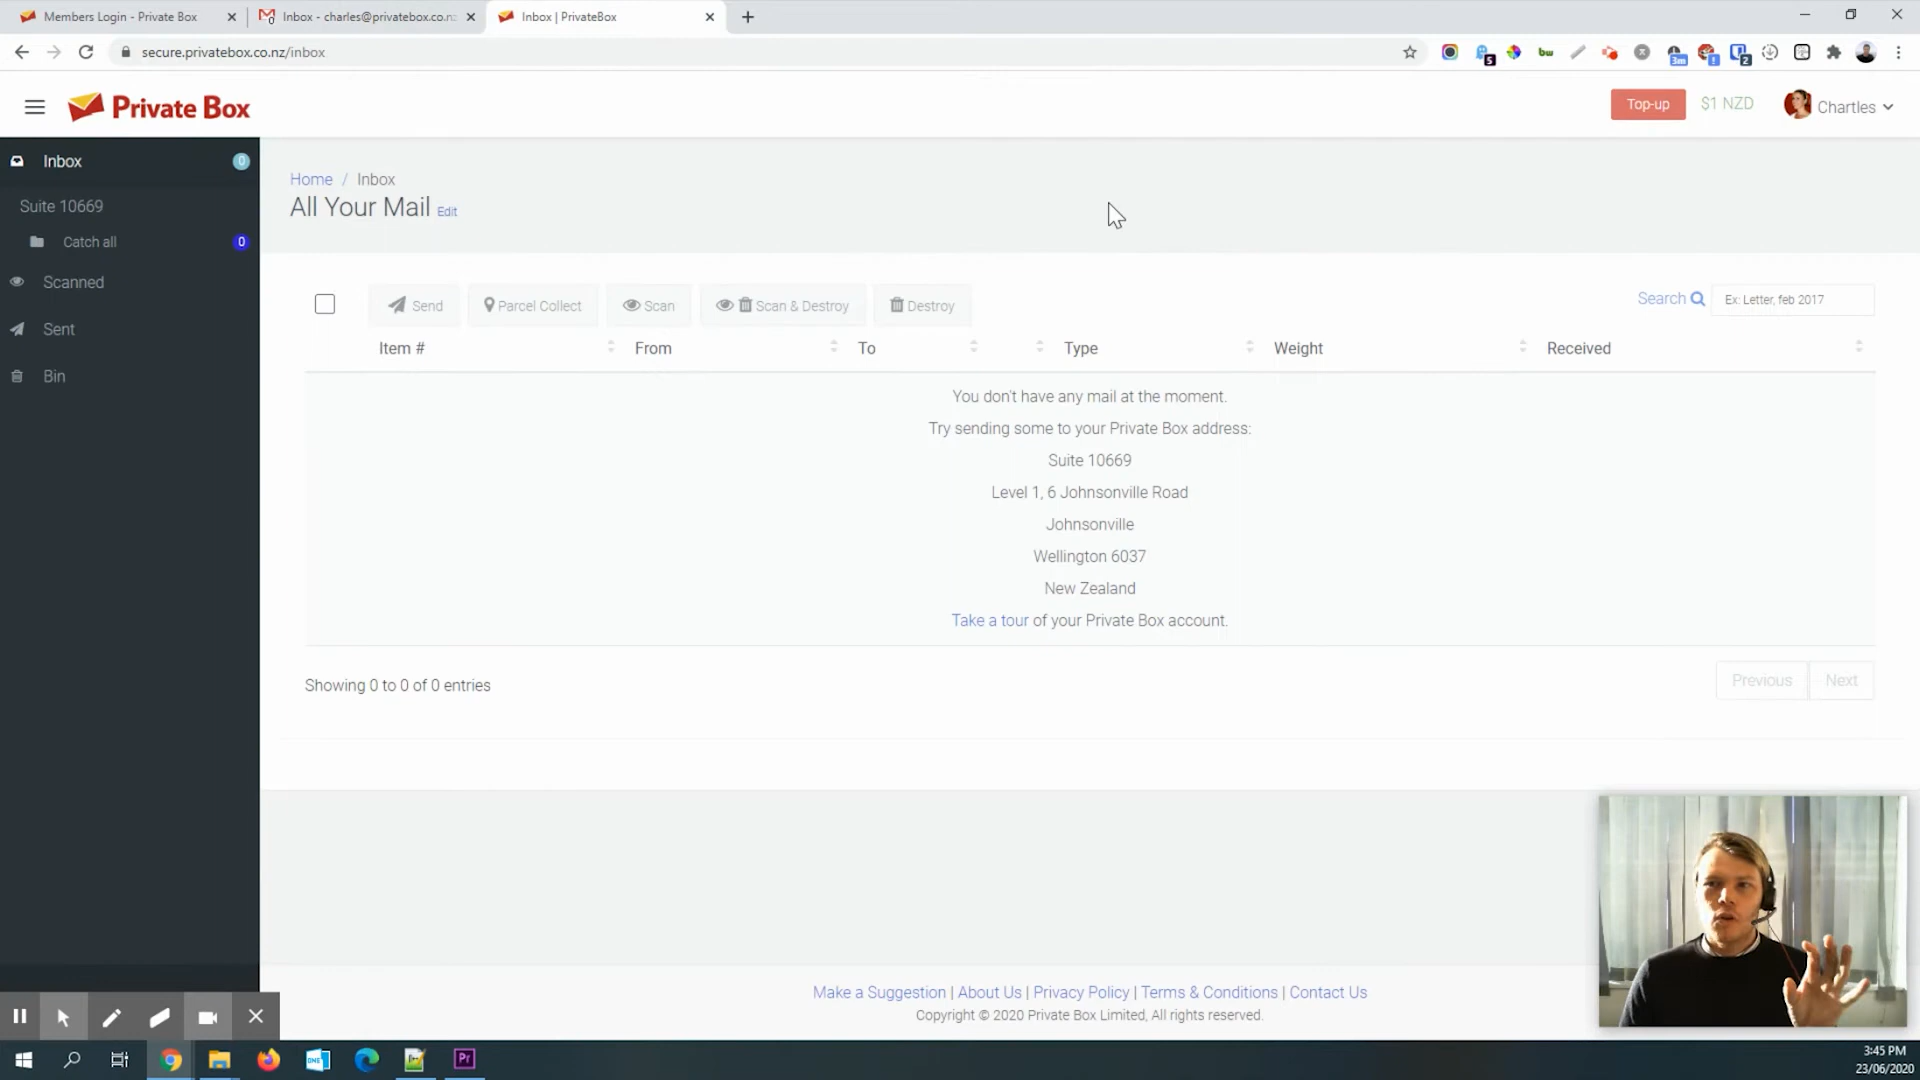 Members Login - Private Box
Inbox - charles@privatebox.co.nz
Inbox | PrivateBox
secure.privatebox.co.nz/inbox
5
bw
3m
!
2
Private Box
Top-up
$1 NZD
Chartles
Inbox
0
Suite 10669
Catch all
0
Scanned
Sent
Bin
Home / Inbox
All Your Mail Edit
Send
Parcel Collect
Scan
Scan & Destroy
Destroy
Search
Ex: Letter, feb 2017
Item # From To Type Weight Received
You don't have any mail at the moment.
Try sending some to your Private Box address:
Suite 10669
Level 1, 6 Johnsonville Road
Johnsonville
Wellington 6037
New Zealand
Take a tour of your Private Box account.
Showing 0 to 0 of 0 entries
Previous Next
Make a Suggestion | About Us | Privacy Policy | Terms & Conditions | Contact Us
Copyright © 2020 Private Box Limited, All rights reserved.
Pr
3:45 PM
23/06/2020